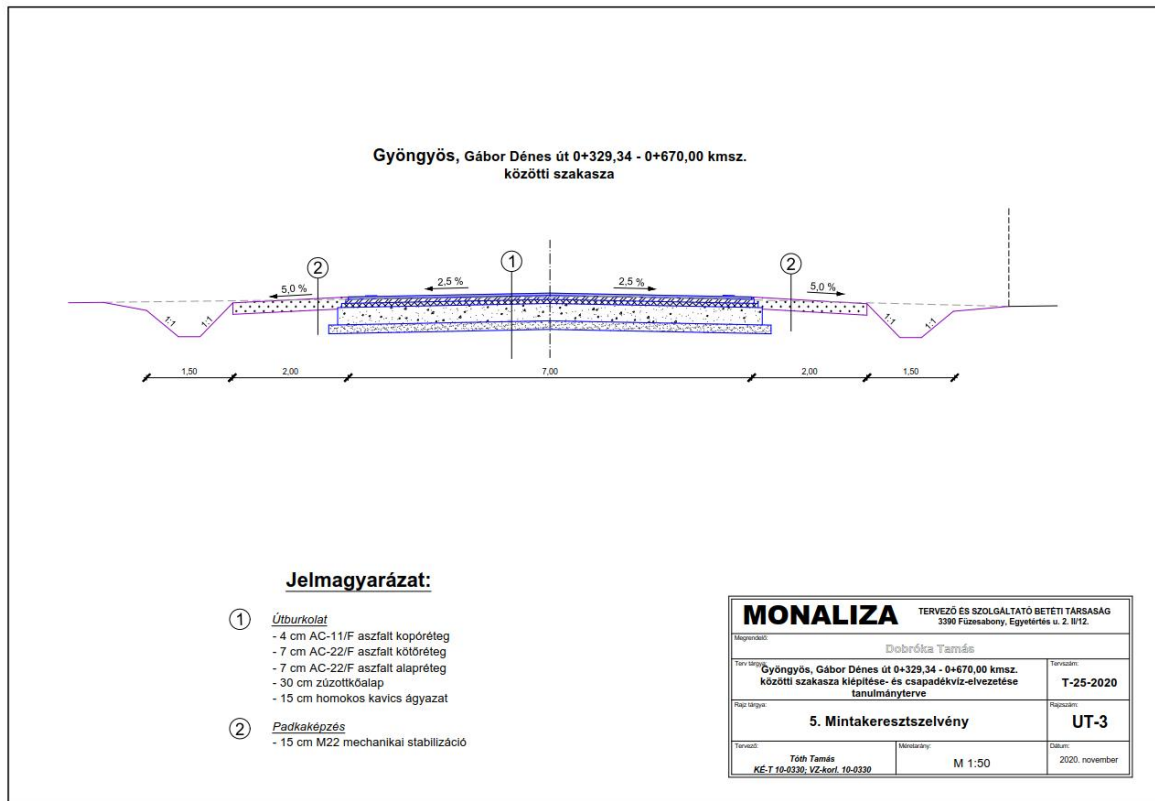 Gyöngyös, Gábor Dénes út 0+329,34 - 0+670,00 kmsz.
közötti szakasza
2 1 2
5,0 % 2,5 % 2,5 % 5,0 %
1:1 1:1 1:1 1:1
1,50 2,00 7,00 2,00 1,50
Jelmagyarázat:
1 Útburkolat
- 4 cm AC-11/F aszfalt kopóréteg
- 7 cm AC-22/F aszfalt kötőréteg
- 7 cm AC-22/F aszfalt alapréteg
- 30 cm zúzottkőalap
- 15 cm homokos kavics ágyazat
2 Padkaképzés
- 15 cm M22 mechanikai stabilizáció
MONALIZA
TERVEZŐ ÉS SZOLGÁLTATÓ BETÉTI TÁRSASÁG
3390 Füzesabony, Egyetértés u. 2. II/12.
Megrendelő:
Dobróka Tamás
Terv tárgya:
Gyöngyös, Gábor Dénes út 0+329,34 - 0+670,00 kmsz.
közötti szakasza kiépítése- és csapadékvíz-elvezetése
tanulmányterve
Tervszám:
T-25-2020
Rajz tárgya:
5. Mintakeresztszelvény
Rajzszám:
UT-3
Tervező:
Tóth Tamás
KÉ-T 10-0330; VZ-korl. 10-0330
Méretarány:
M 1:50
Dátum:
2020. november